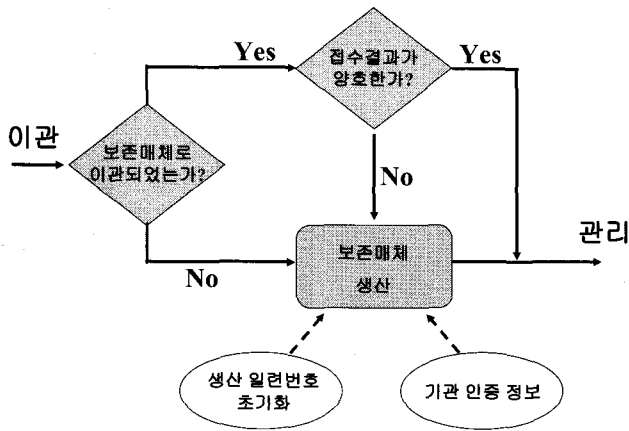 Yes
접수결과가
양호한가?
Yes
이관
보존매체로
이관되었는가?
No
관리
No
보존매체
생산
생산 일련번호
초기화
기관 인증 정보